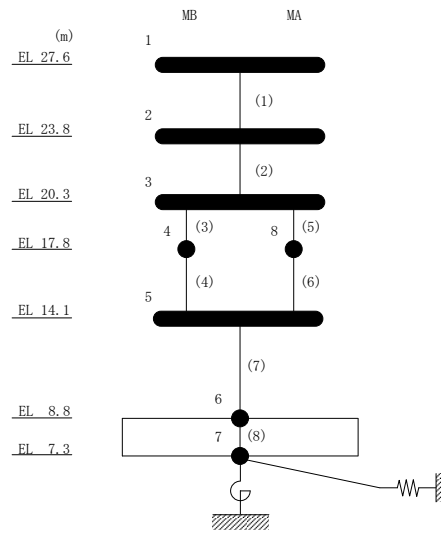 MB MA
(m)
1
EL 27.6
(1)
2
EL 23.8
(2)
3
EL 20.3
4 (3) 8 (5)
EL 17.8
(4) (6)
5
EL 14.1
(7)
6
EL 8.8
7 (8)
EL 7.3